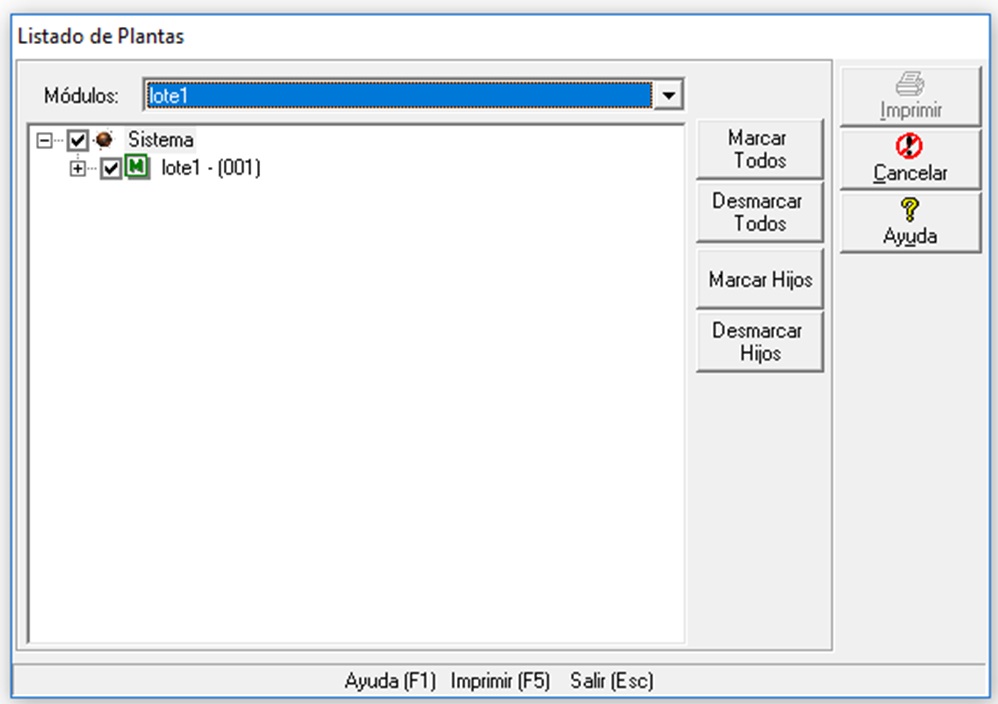 Listado de Plantas
Módulos:
lote1
Sistema
lote1 - (001)
Marcar
Todos
Desmarcar
Todos
Marcar Hijos
Desmarcar
Hijos
Imprimir
Cancelar
Ayuda
Ayuda (F1) Imprimir (F5) Salir (Esc)